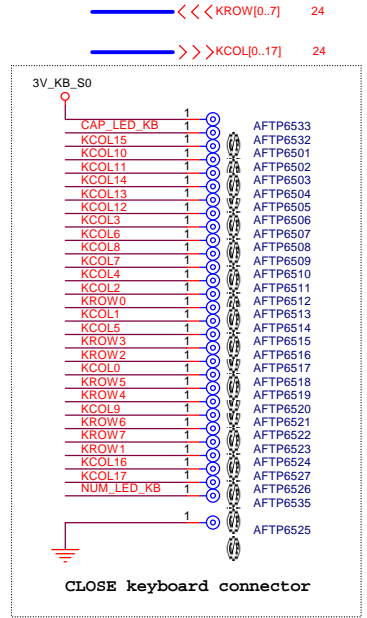 KROW[0..7] 24
KCOL[0..17] 24
3V_KB_S0
1 AFTP6533
CAP_LED_KB 1 AFTP6532
KCOL15 1 AFTP6501
KCOL10 1 AFTP6502
KCOL11 1 AFTP6503
KCOL14 1 AFTP6504
KCOL13 1 AFTP6505
KCOL12 1 AFTP6506
KCOL3 1 AFTP6507
KCOL6 1 AFTP6508
KCOL8 1 AFTP6509
KCOL7 1 AFTP6510
KCOL4 1 AFTP6511
KCOL2 1 AFTP6512
KROW0 1 AFTP6513
KCOL1 1 AFTP6514
KCOL5 1 AFTP6515
KROW3 1 AFTP6516
KROW2 1 AFTP6517
KCOL0 1 AFTP6518
KROW5 1 AFTP6519
KROW4 1 AFTP6520
KCOL9 1 AFTP6521
KROW6 1 AFTP6522
KROW7 1 AFTP6523
KROW1 1 AFTP6524
KCOL16 1 AFTP6527
KCOL17 1 AFTP6526
NUM_LED_KB 1 AFTP6535
1 AFTP6525
CLOSE keyboard connector